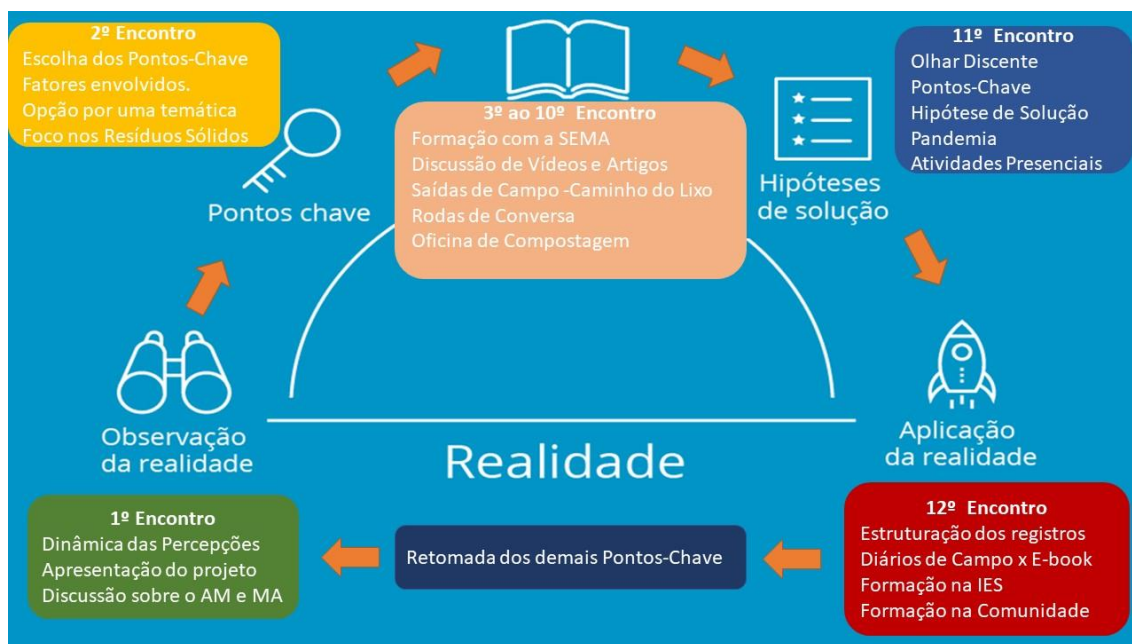 2º Encontro
Escolha dos Pontos-Chave
Fatores envolvidos.
Opção por uma temática
Foco nos Resíduos Sólidos
Pontos chave
3º ao 10º Encontro
Formação com a SEMA
Discussão de Vídeos e Artigos
Saídas de Campo -Caminho do Lixo
Rodas de Conversa
Oficina de Compostagem
11º Encontro
Olhar Discente
Pontos-Chave
Hipótese de Solução
Pandemia
Atividades Presenciais
Hipóteses
de solução
Observação
da realidade
Realidade
Aplicação
da realidade
1º Encontro
Dinâmica das Percepções
Apresentação do projeto
Discussão sobre o AM e MA
Retomada dos demais Pontos-Chave
12º Encontro
Estruturação dos registros
Diários de Campo x E-book
Formação na IES
Formação na Comunidade